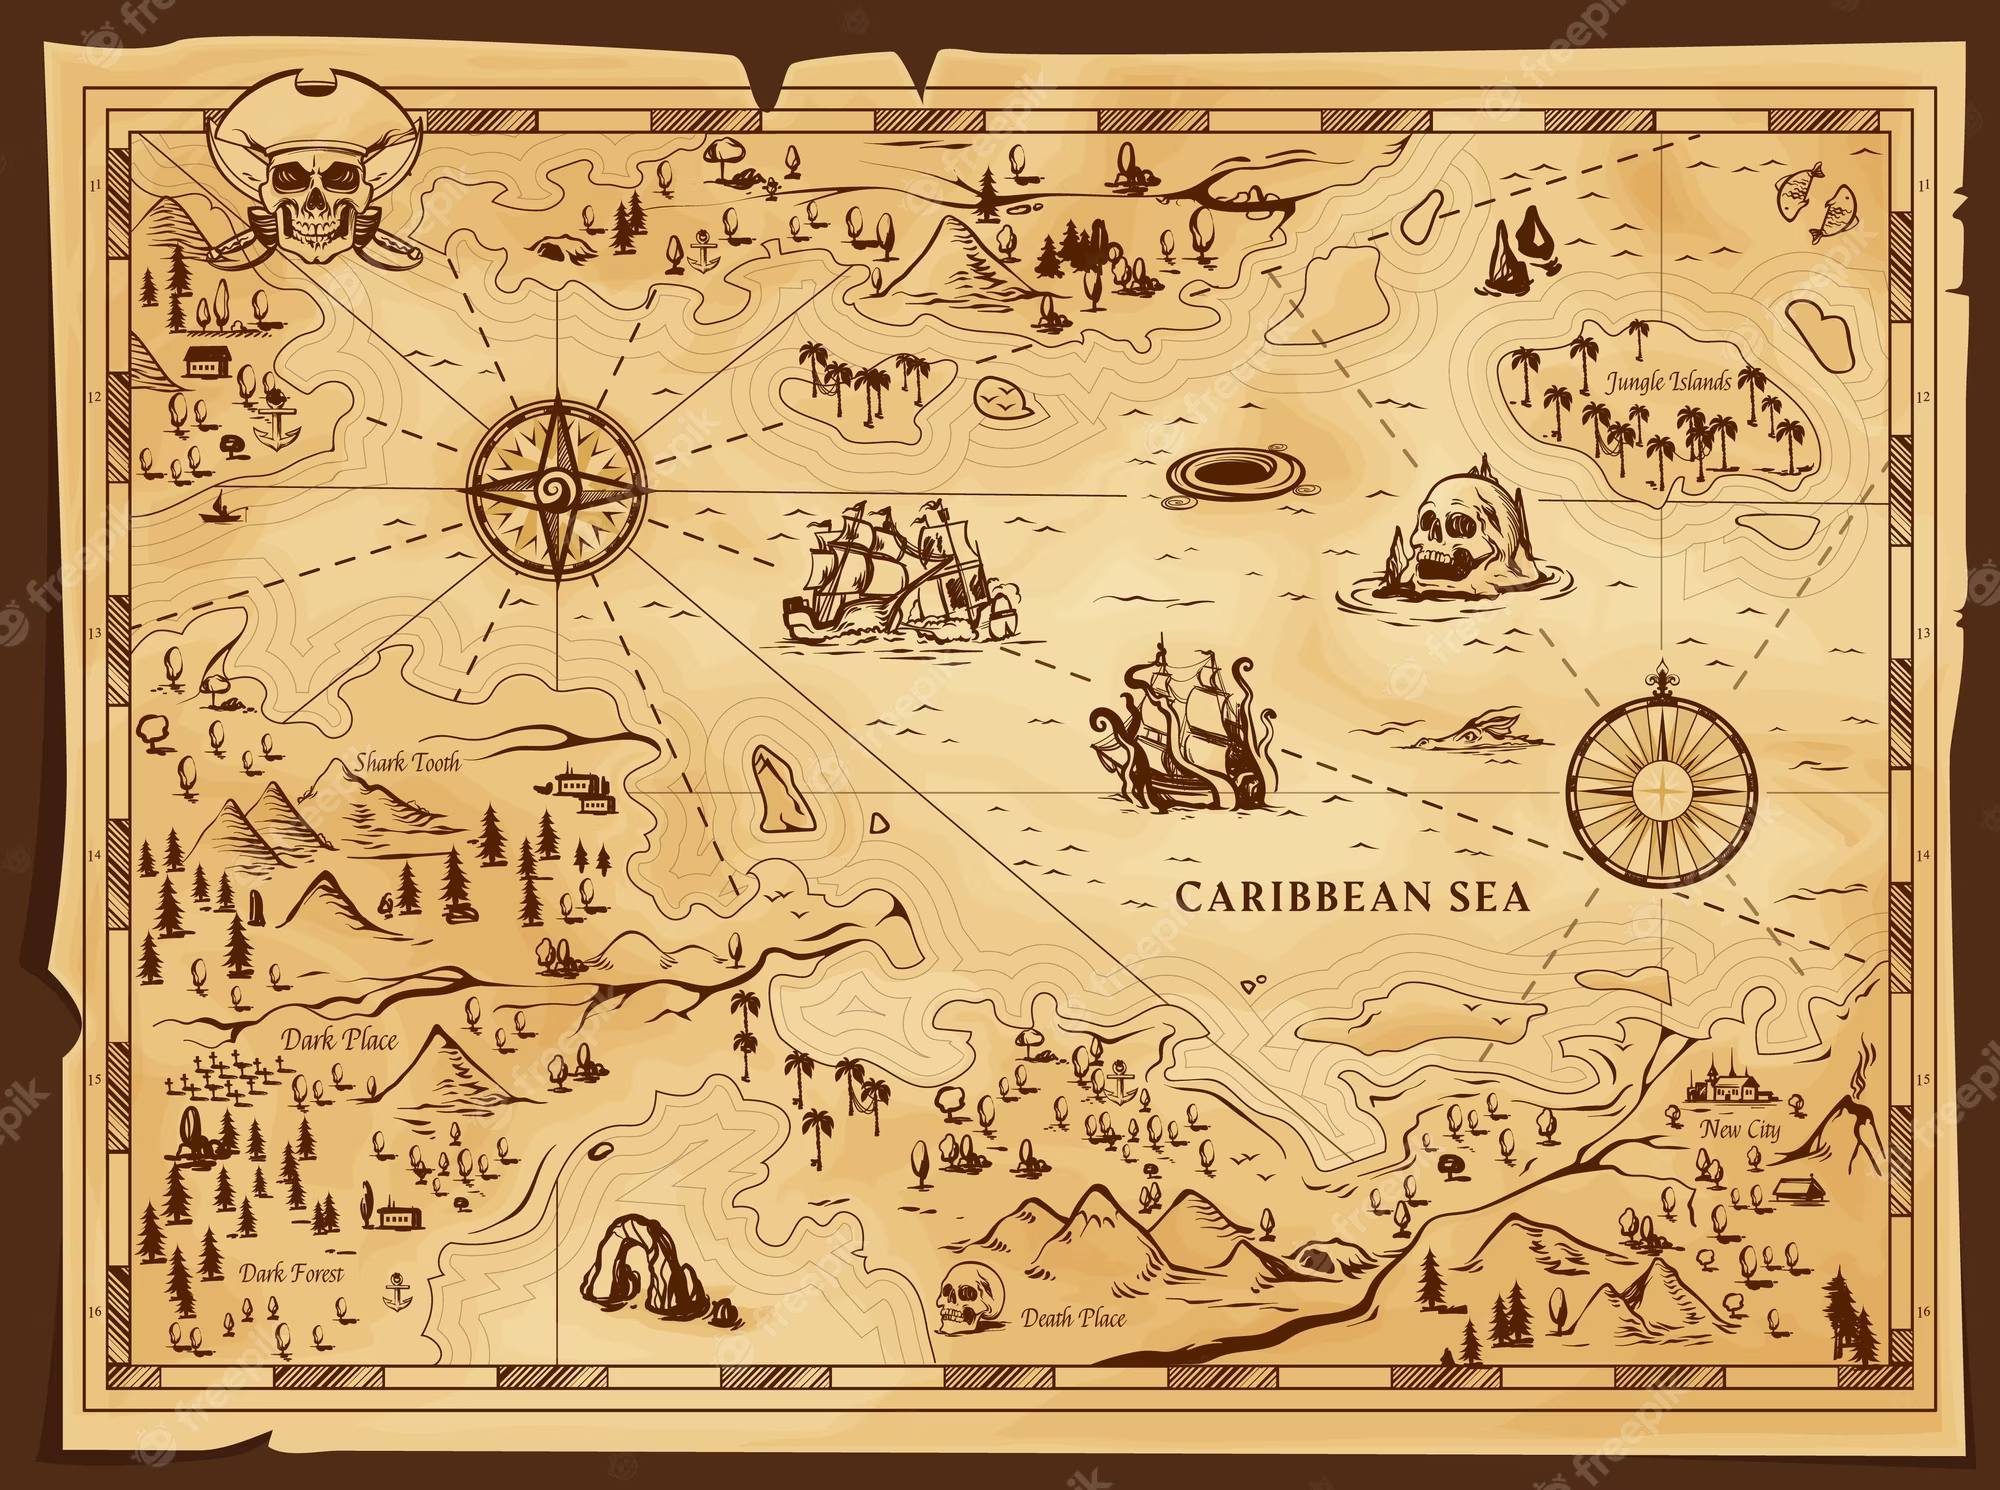 11
11
12
12
Jungle Islands
13
13
Shark Tooth
14
14
CARIBBEAN SEA
Dark Place
15
15
New City
Dark Forest
16
16
Death Place
freepik